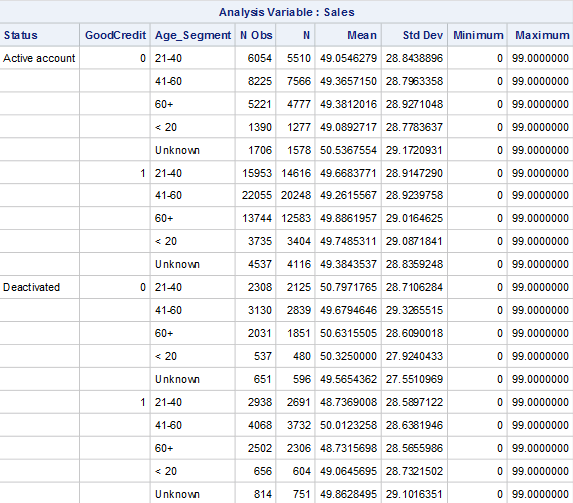 Analysis Variable : Sales
Status GoodCredit Age_Segment N Obs N Mean Std Dev Minimum Maximum
Active account 0 21-40 6054 5510 49.0546279 28.8438896 0 99.0000000
41-60 8225 7566 49.3657150 28.7963358 0 99.0000000
60+ 5221 4777 49.3812016 28.9271048 0 99.0000000
< 20 1390 1277 49.0892717 28.7783637 0 99.0000000
Unknown 1706 1578 50.5367554 29.1720931 0 99.0000000
1 21-40 15953 14616 49.6683771 28.9147290 0 99.0000000
41-60 22055 20248 49.2615567 28.9239758 0 99.0000000
60+ 13744 12583 49.8861957 29.0164625 0 99.0000000
< 20 3735 3404 49.7485311 29.0871841 0 99.0000000
Unknown 4537 4116 49.3843537 28.8359248 0 99.0000000
Deactivated 0 21-40 2308 2125 50.7971765 28.7106284 0 99.0000000
41-60 3130 2839 49.6794646 29.3265515 0 99.0000000
60+ 2031 1851 50.6315505 28.6090018 0 99.0000000
< 20 537 480 50.3250000 27.9240433 0 99.0000000
Unknown 651 596 49.5654362 27.5510969 0 99.0000000
1 21-40 2938 2691 48.7369008 28.5897122 0 99.0000000
41-60 4068 3732 50.0123258 28.6381946 0 99.0000000
60+ 2502 2306 48.7315698 28.5655986 0 99.0000000
< 20 656 604 49.0645695 28.7321502 0 99.0000000
Unknown 814 751 49.8628495 29.1016351 0 99.0000000